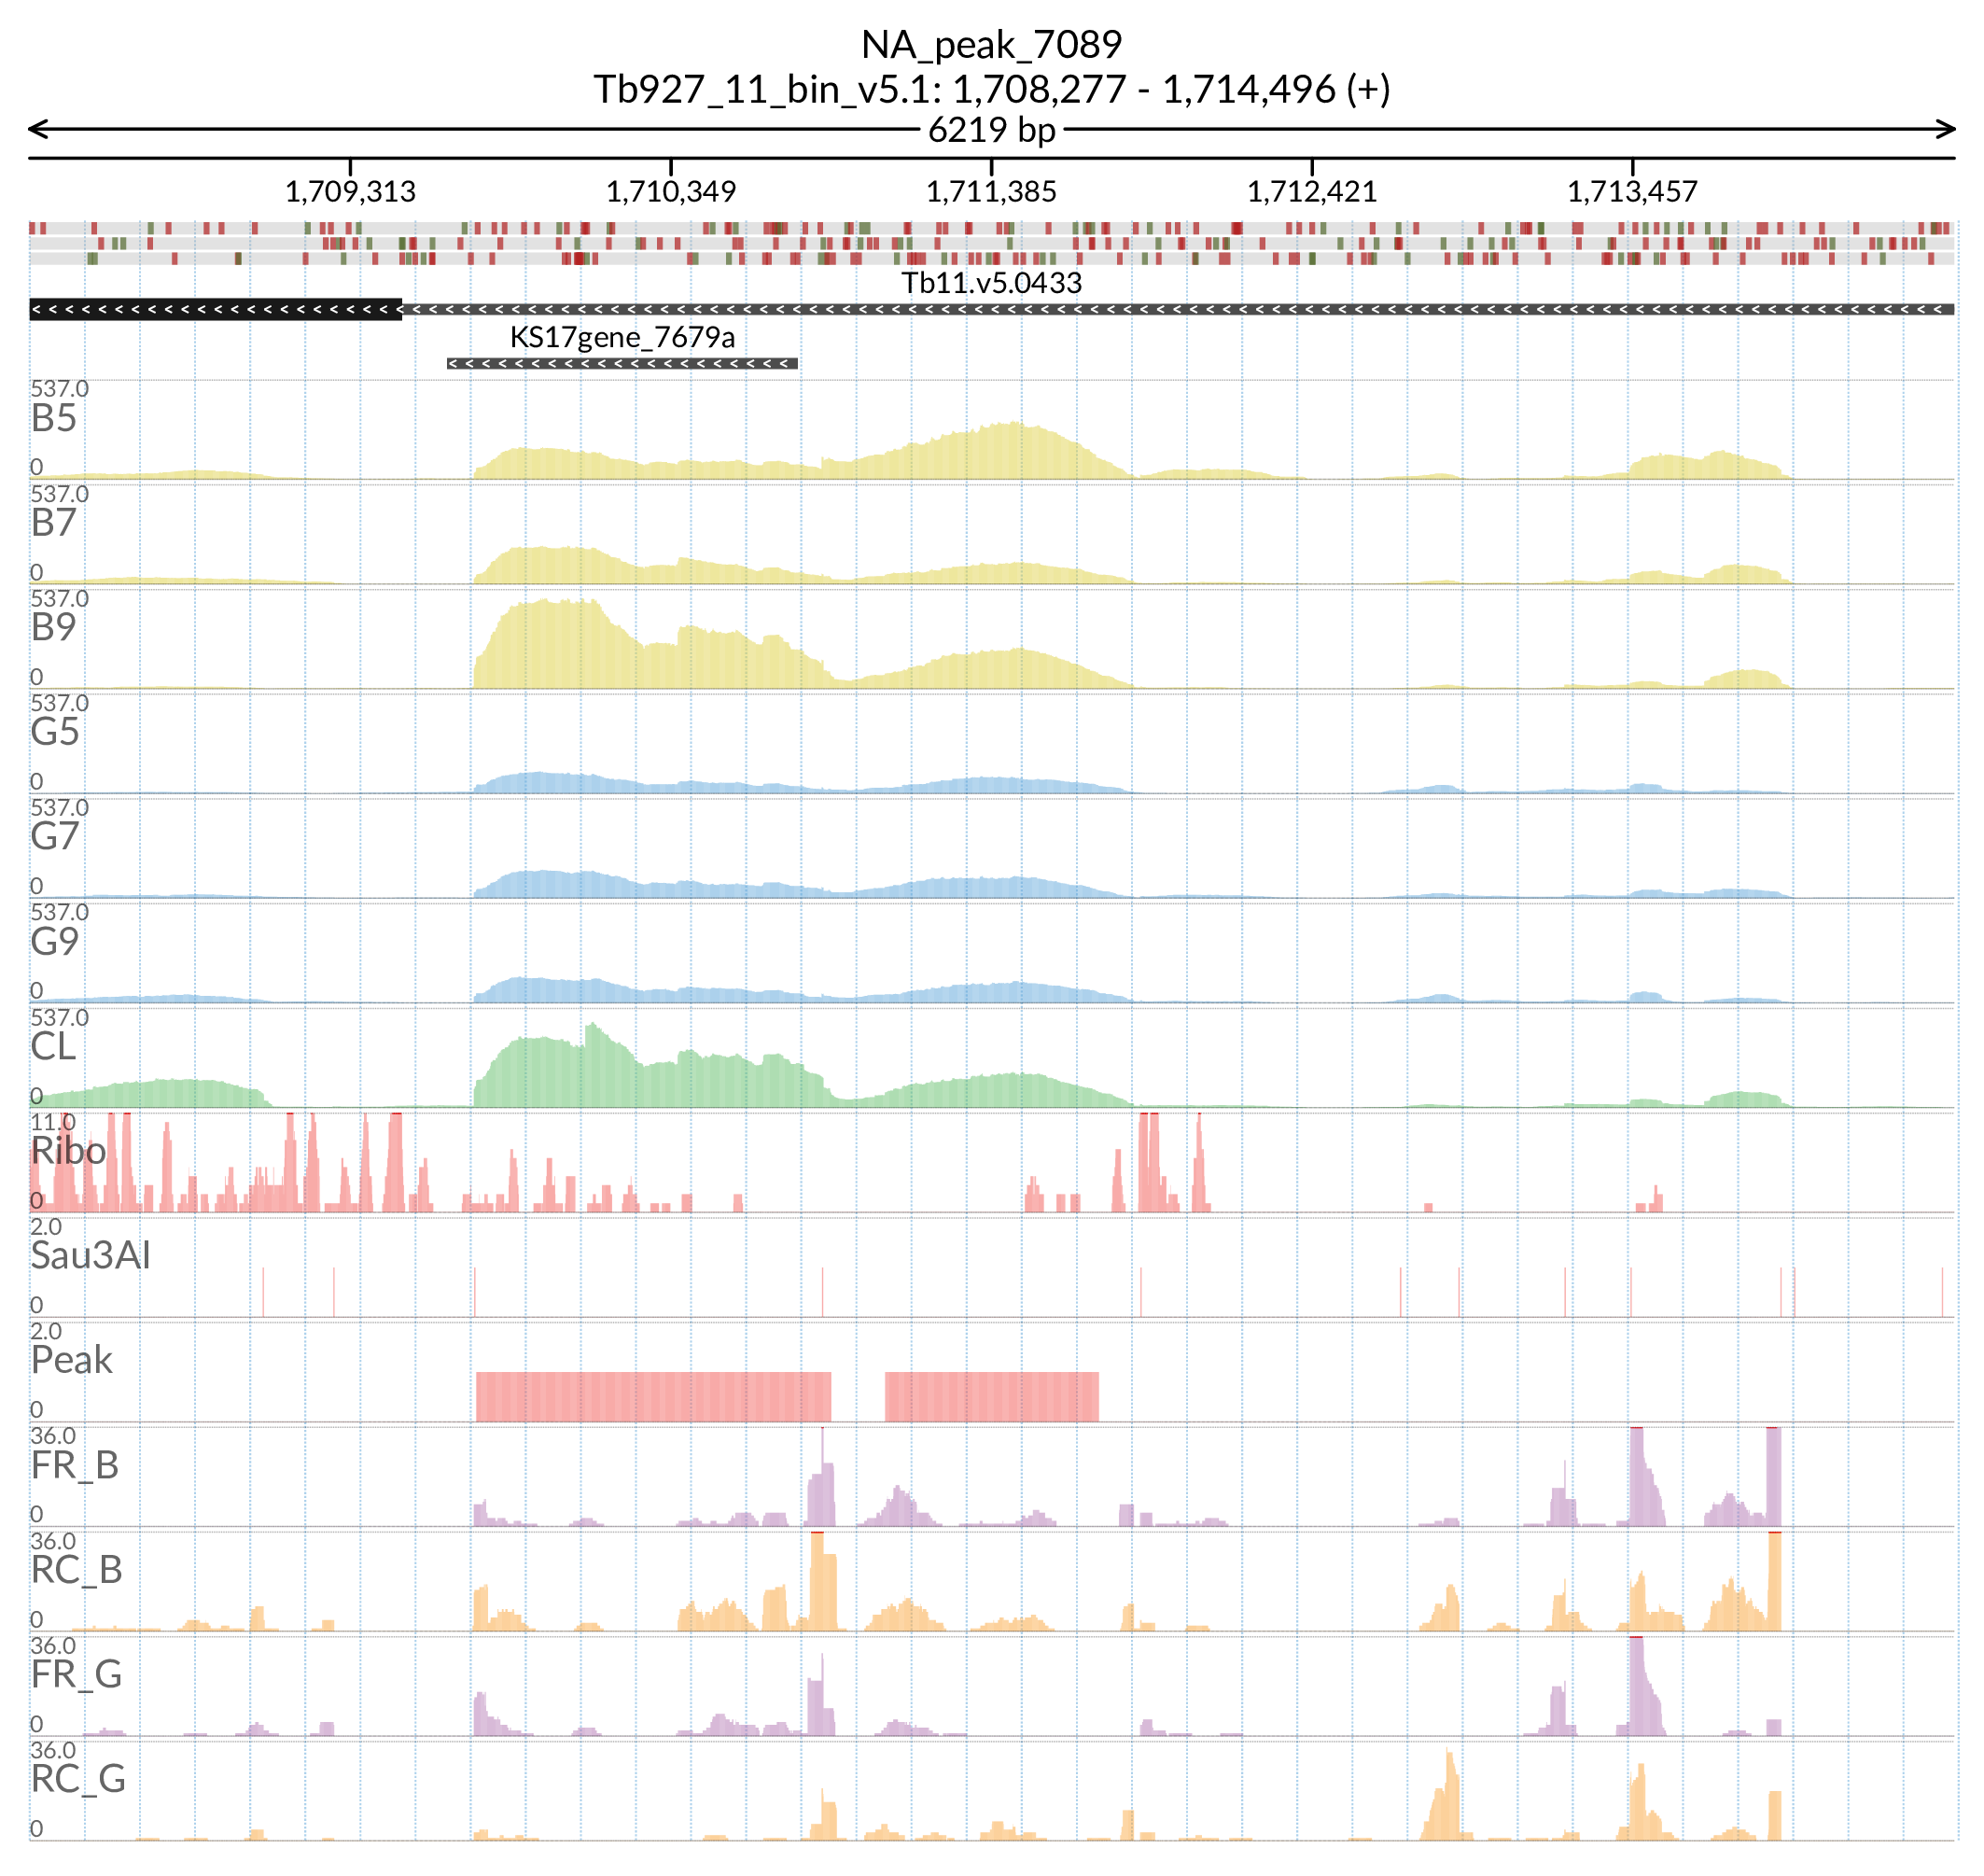 NA_peak_7089
Tb927_11_bin_v5.1: 1,708,277 - 1,714,496 (+)
6219 bp
1,709,313 1,710,349 1,711,385 1,712,421 1,713,457
Tb11.v5.0433
KS17gene_7679a
537.0
B5
0
537.0
B7
0
537.0
B9
0
537.0
G5
0
537.0
G7
0
537.0
G9
0
537.0
CL
0
11.0
Ribo
0
2.0
Sau3AI
0
2.0
Peak
0
36.0
FR_B
0
36.0
RC_B
0
36.0
FR_G
0
36.0
RC_G
0